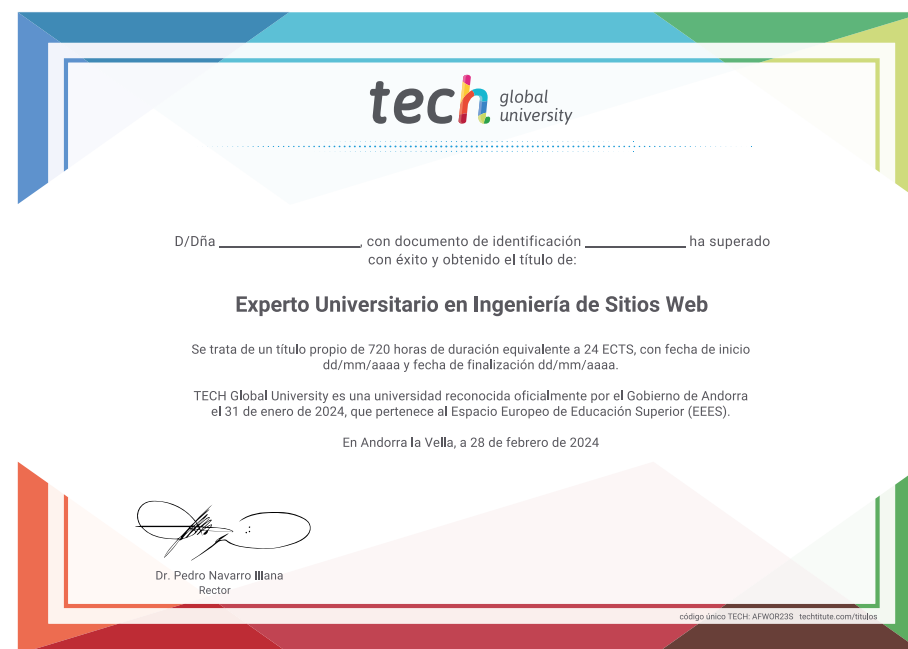 tech global university
D/Dña ______________, con documento de identificación __________ ha superado
con éxito y obtenido el título de:
Experto Universitario en Ingeniería de Sitios Web
Se trata de un título propio de 720 horas de duración equivalente a 24 ECTS, con fecha de inicio
dd/mm/aaaa y fecha de finalización dd/mm/aaaa.
TECH Global University es una universidad reconocida oficialmente por el Gobierno de Andorra
el 31 de enero de 2024, que pertenece al Espacio Europeo de Educación Superior (EEES).
En Andorra la Vella, a 28 de febrero de 2024
Dr. Pedro Navarro Illana
Rector
código único TECH: AFWOR23S techtitute.com/titulos